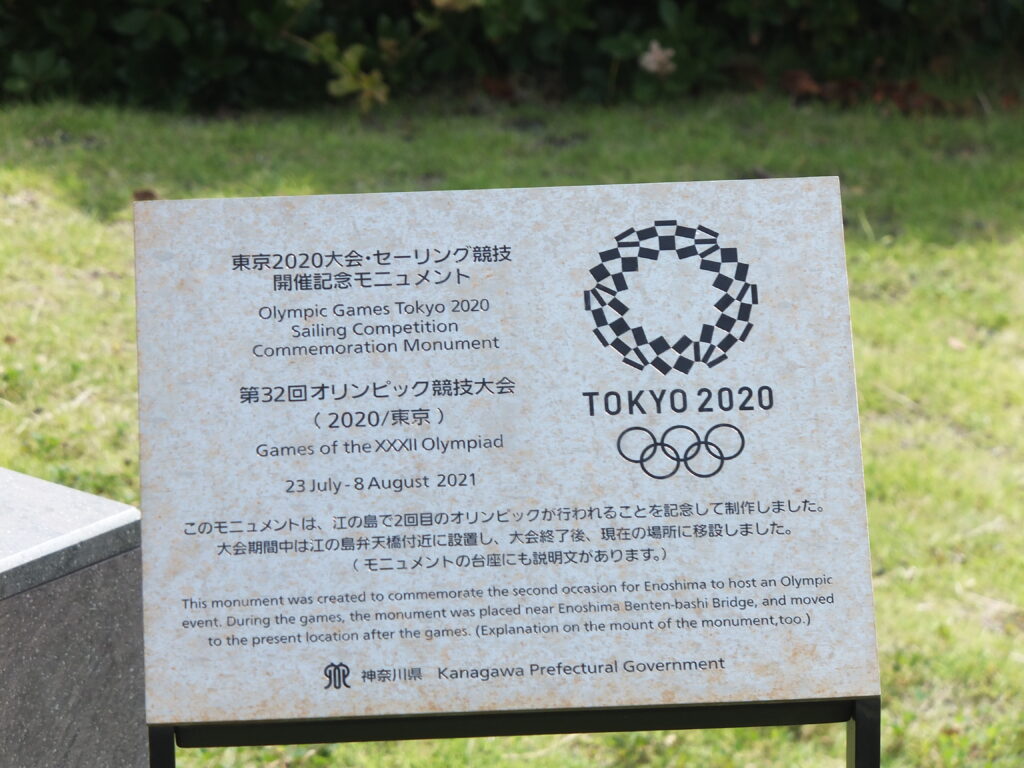 東京2020大会・セーリング競技
開催記念モニュメント
Olympic Games Tokyo 2020
Sailing Competition
Commemoration Monument
第32回オリンピック競技大会
(2020/東京)
Games of the XXXII Olympiad
23 July - 8 August 2021
TOKYO 2020
このモニュメントは、江の島で2回目のオリンピックが行われることを記念して制作しました。
大会期間中は江の島弁天橋付近に設置し、大会終了後、現在の場所に移設しました。
(モニュメントの台座にも説明文があります。)
This monument was created to commemorate the second occasion for Enoshima to host an Olympic
event. During the games, the monument was placed near Enoshima Benten-bashi Bridge, and moved
to the present location after the games. (Explanation on the mount of the monument,too.)
神奈川県 Kanagawa Prefectural Government